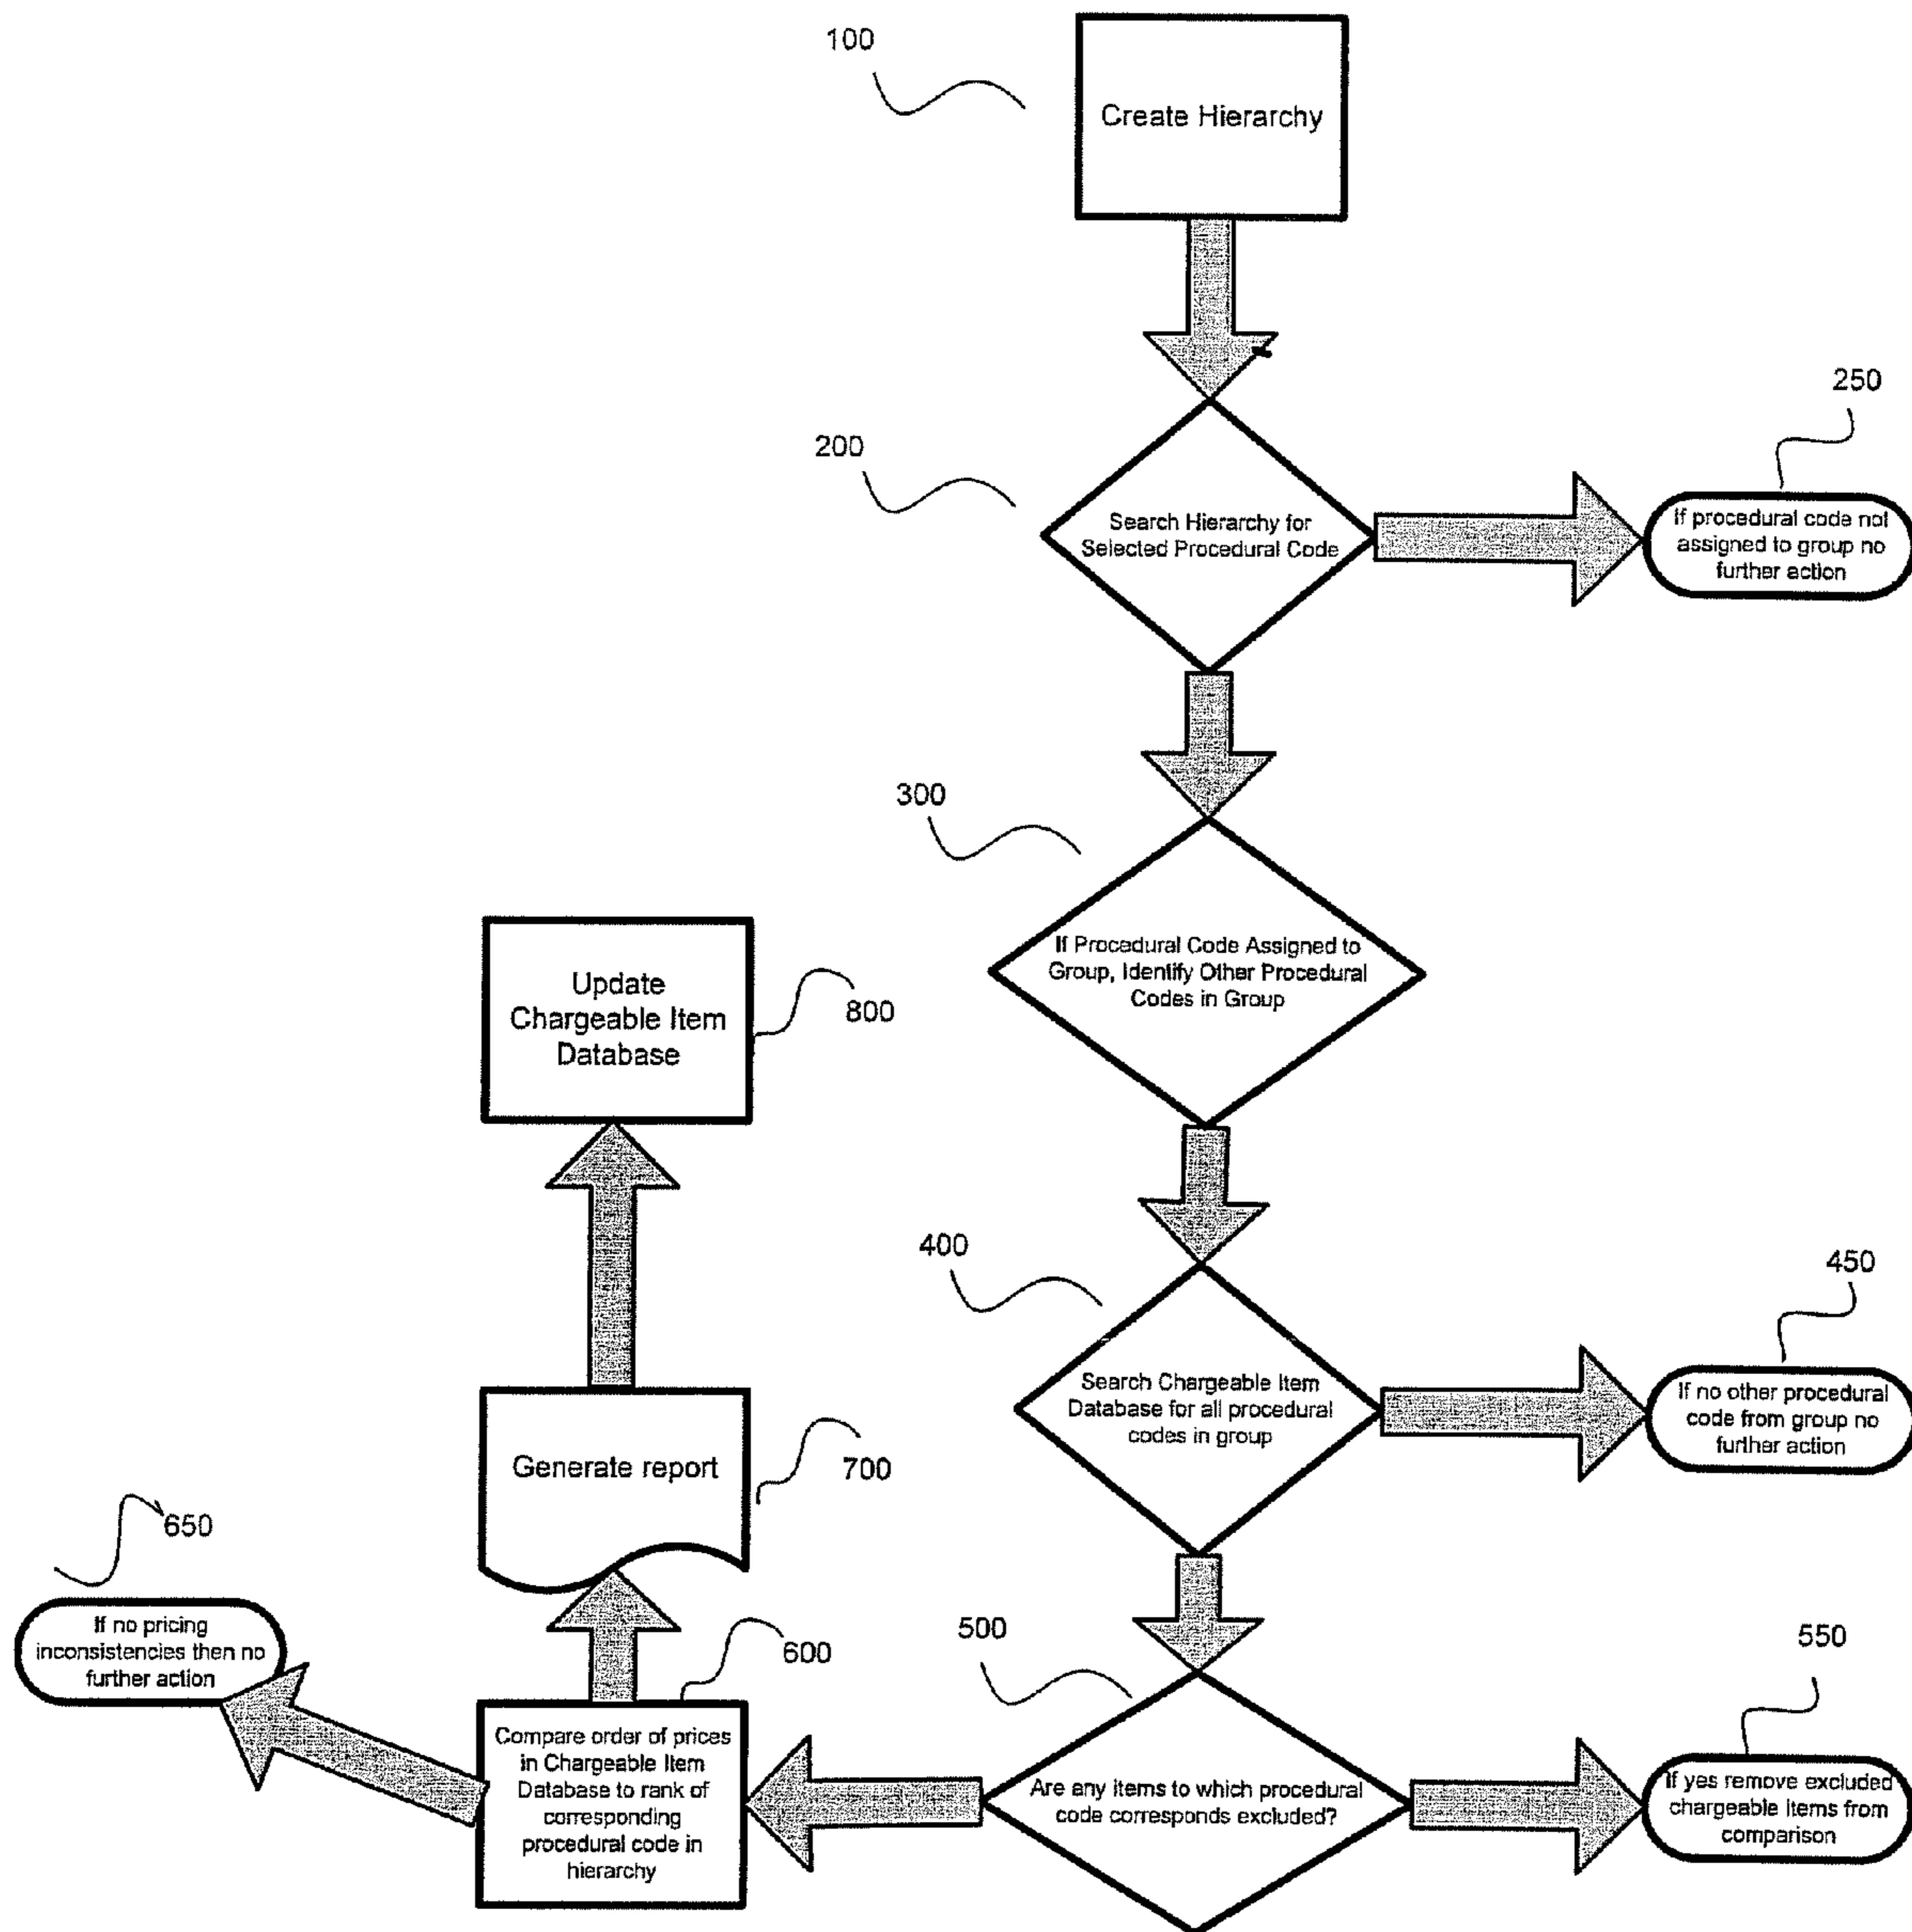 100
Create Hierarchy
200
Search Hierarchy for
Selected Procedural Code
250
If procedural code not
assigned to group no
further action
300
If Procedural Code Assigned to
Group, Identify Other Procedural
Codes in Group
400
Search Chargeable Item
Database for all procedural
codes in group
450
If no other procedural
code from group no
further action
500
Are any items to which procedural
code corresponds excluded?
550
If yes remove excluded
chargeable items from
comparison
600
Compare order of prices
in Chargeable Item
Database to rank of
corresponding
procedural code in
hierarchy
650
If no pricing
inconsistencies then no
further action
700
Generate report
800
Update
Chargeable Item
Database